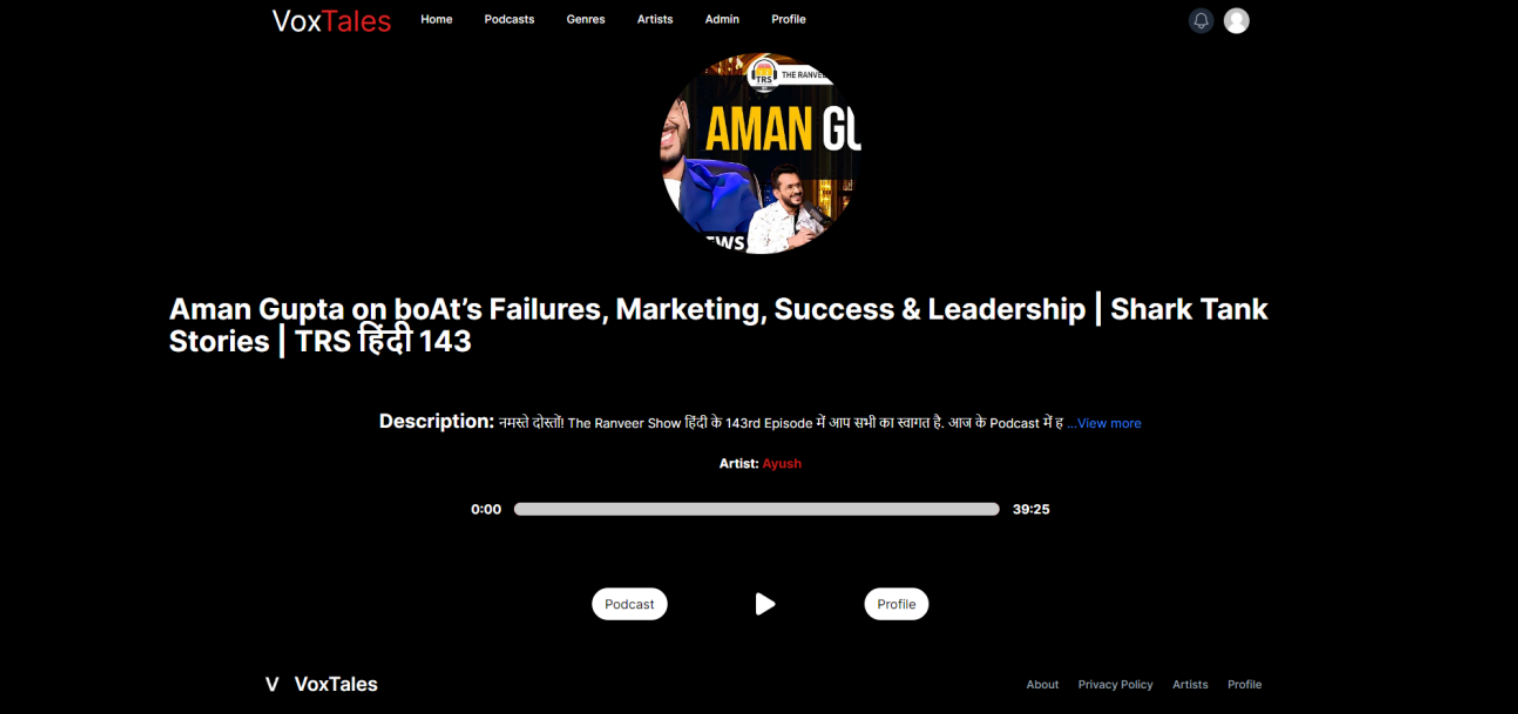 VoxTales Home Podcasts Genres Artists Admin Profile
TRS THE RANVEE
AMAN GU
EWS
Aman Gupta on boAt’s Failures, Marketing, Success & Leadership | Shark Tank
Stories | TRS हिंदी 143
Description: नमस्ते दोस्तों! The Ranveer Show हिंदी के 143rd Episode में आप सभी का स्वागत है. आज के Podcast में ह ...View more
Artist: Ayush
0:00 39:25
Podcast Profile
V VoxTales About Privacy Policy Artists Profile